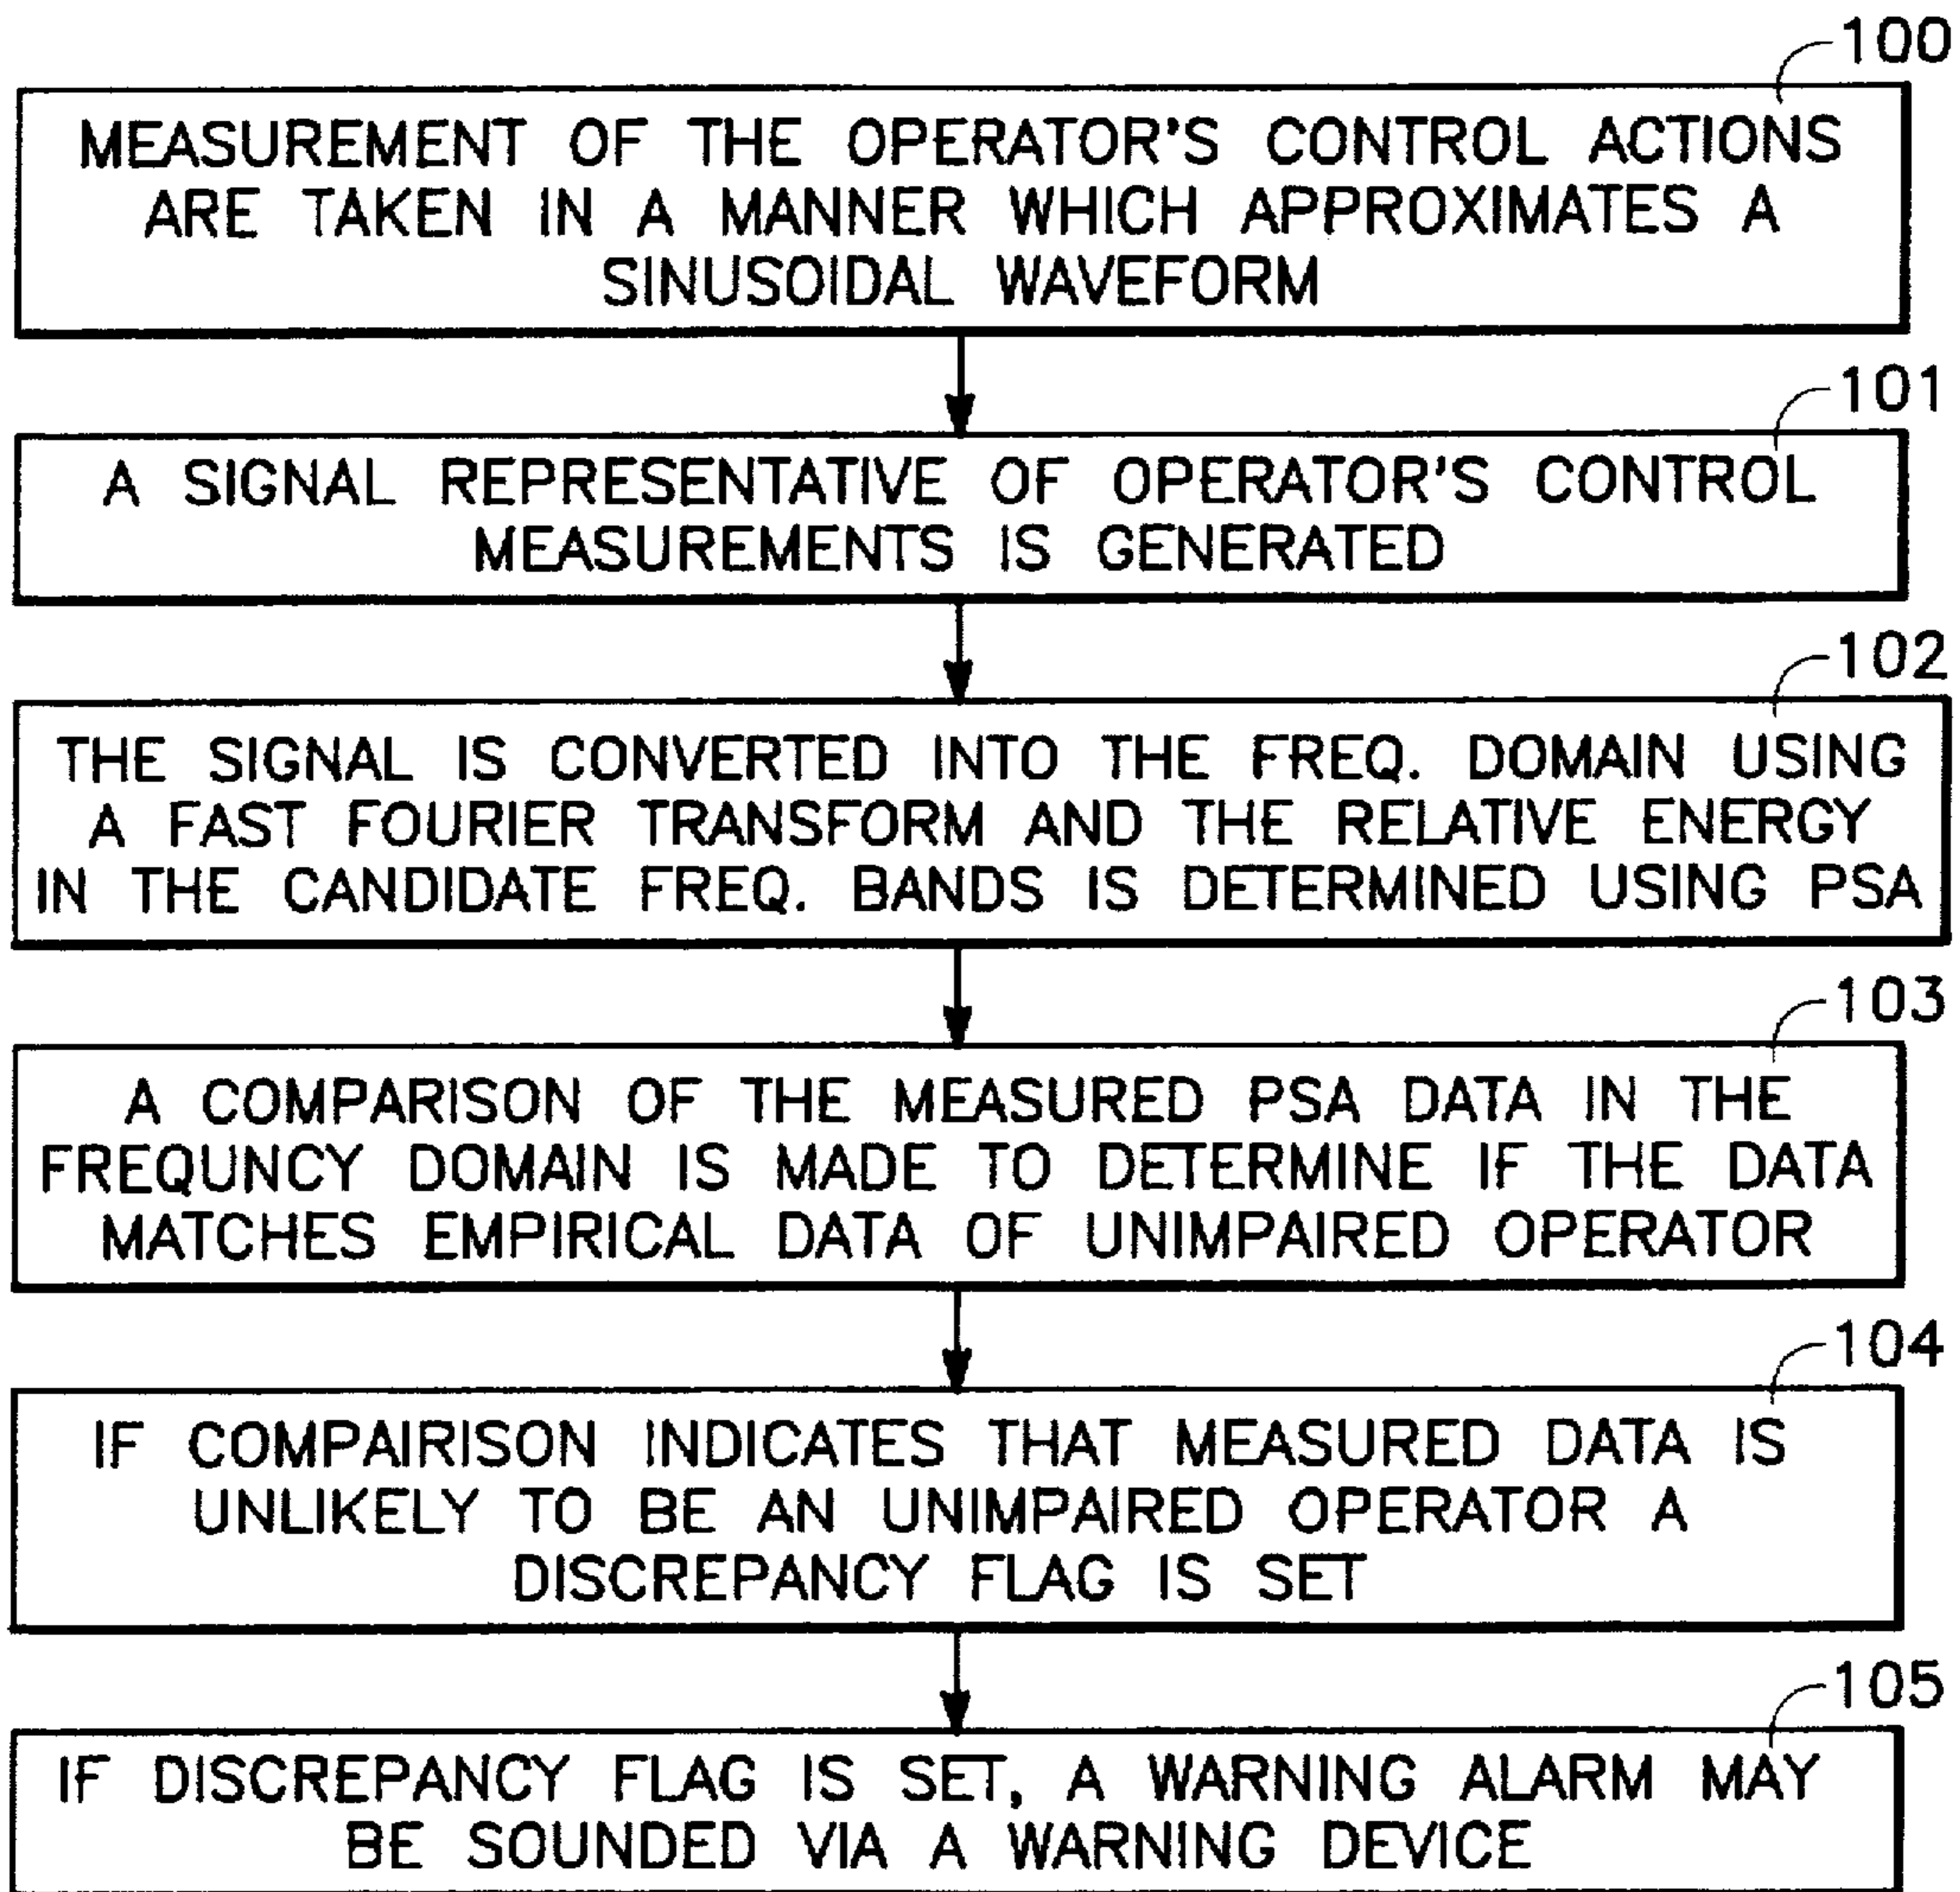 100
MEASUREMENT OF THE OPERATOR'S CONTROL ACTIONS
ARE TAKEN IN A MANNER WHICH APPROXIMATES A
SINUSOIDAL WAVEFORM
101
A SIGNAL REPRESENTATIVE OF OPERATOR'S CONTROL
MEASUREMENTS IS GENERATED
102
THE SIGNAL IS CONVERTED INTO THE FREQ. DOMAIN USING
A FAST FOURIER TRANSFORM AND THE RELATIVE ENERGY
IN THE CANDIDATE FREQ. BANDS IS DETERMINED USING PSA
103
A COMPARISON OF THE MEASURED PSA DATA IN THE
FREQUNCY DOMAIN IS MADE TO DETERMINE IF THE DATA
MATCHES EMPIRICAL DATA OF UNIMPAIRED OPERATOR
104
IF COMPAIRISON INDICATES THAT MEASURED DATA IS
UNLIKELY TO BE AN UNIMPAIRED OPERATOR A
DISCREPANCY FLAG IS SET
105
IF DISCREPANCY FLAG IS SET, A WARNING ALARM MAY
BE SOUNDED VIA A WARNING DEVICE